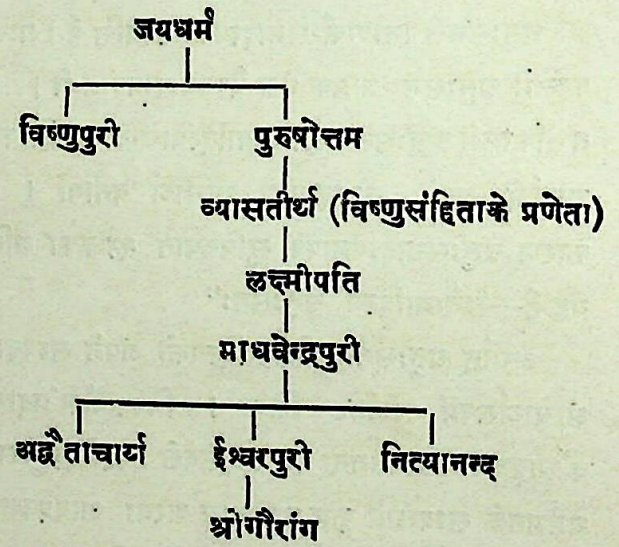 जयधर्म
विष्णुपुरी पुरुषोत्तम
व्यासतीर्थ (विष्णुसंहिताके प्रणेता)
लक्ष्मीपति
माधवेन्द्रपुरी
अद्वैताचार्य ईश्वरपुरी नित्यानन्द
श्रीगौरांग